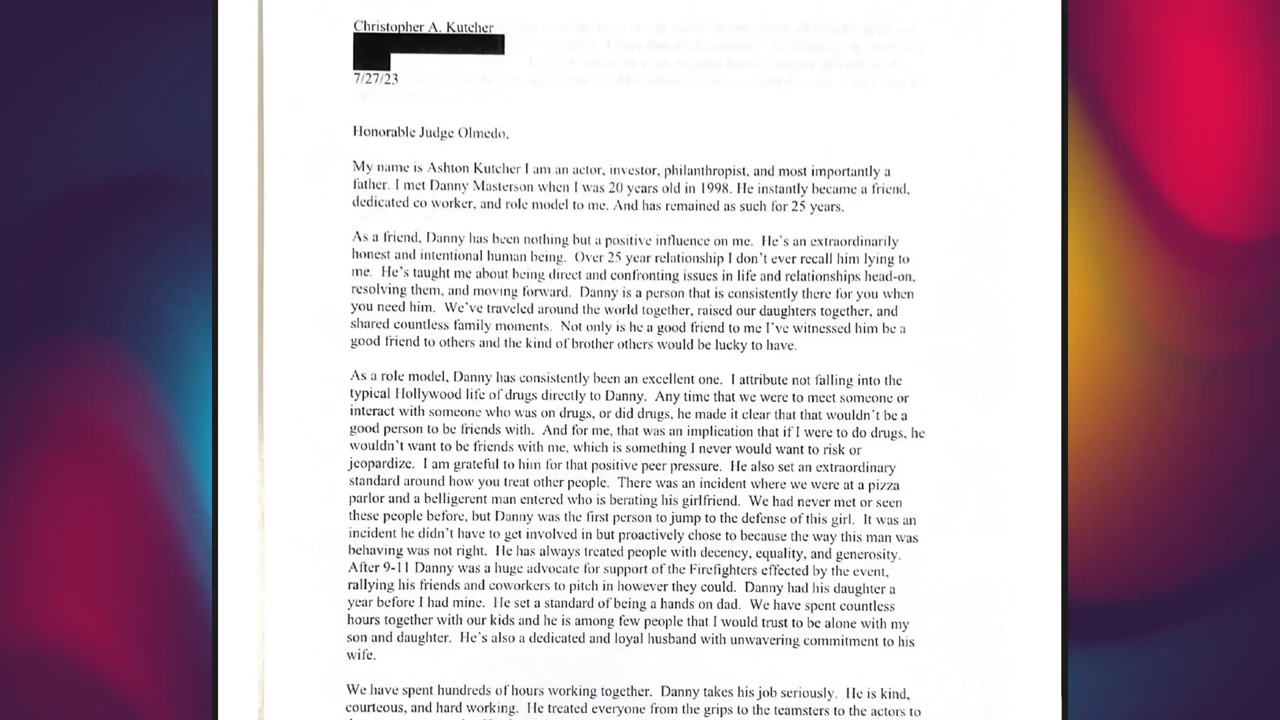 Christopher A. Kutcher
7/27/23
Honorable Judge Olmedo,
My name is Ashton Kutcher I am an actor, investor, philanthropist, and most importantly a
father. I met Danny Masterson when I was 20 years old in 1998. He instantly became a friend,
dedicated co worker, and role model to me. And has remained as such for 25 years.
As a friend, Danny has been nothing but a positive influence on me. He's an extraordinarily
honest and intentional human being. Over 25 year relationship I don't ever recall him lying to
me. He's taught me about being direct and confronting issues in life and relationships head-on,
resolving them, and moving forward. Danny is a person that is consistently there for you when
you need him. We've traveled around the world together, raised our daughters together, and
shared countless family moments. Not only is he a good friend to me I've witnessed him be a
good friend to others and the kind of brother others would be lucky to have.
As a role model, Danny has consistently been an excellent one. I attribute not falling into the
typical Hollywood life of drugs directly to Danny. Any time that we were to meet someone or
interact with someone who was on drugs, or did drugs, he made it clear that that wouldn't be a
good person to be friends with. And for me, that was an implication that if I were to do drugs, he
wouldn't want to be friends with me, which is something I never would want to risk or
jeopardize. I am grateful to him for that positive peer pressure. He also set an extraordinary
standard around how you treat other people. There was an incident where we were at a pizza
parlor and a belligerent man entered who is berating his girlfriend. We had never met or seen
these people before, but Danny was the first person to jump to the defense of this girl. It was an
incident he didn't have to get involved in but proactively chose to because the way this man was
behaving was not right. He has always treated people with decency, equality, and generosity.
After 9-11 Danny was a huge advocate for support of the Firefighters effected by the event,
rallying his friends and coworkers to pitch in however they could. Danny had his daughter a
year before I had mine. He set a standard of being a hands on dad. We have spent countless
hours together with our kids and he is among few people that I would trust to be alone with my
son and daughter. He's also a dedicated and loyal husband with unwavering commitment to his
wife.
We have spent hundreds of hours working together. Danny takes his job seriously. He is kind,
courteous, and hard working. He treated everyone from the grips to the teamsters to the actors to